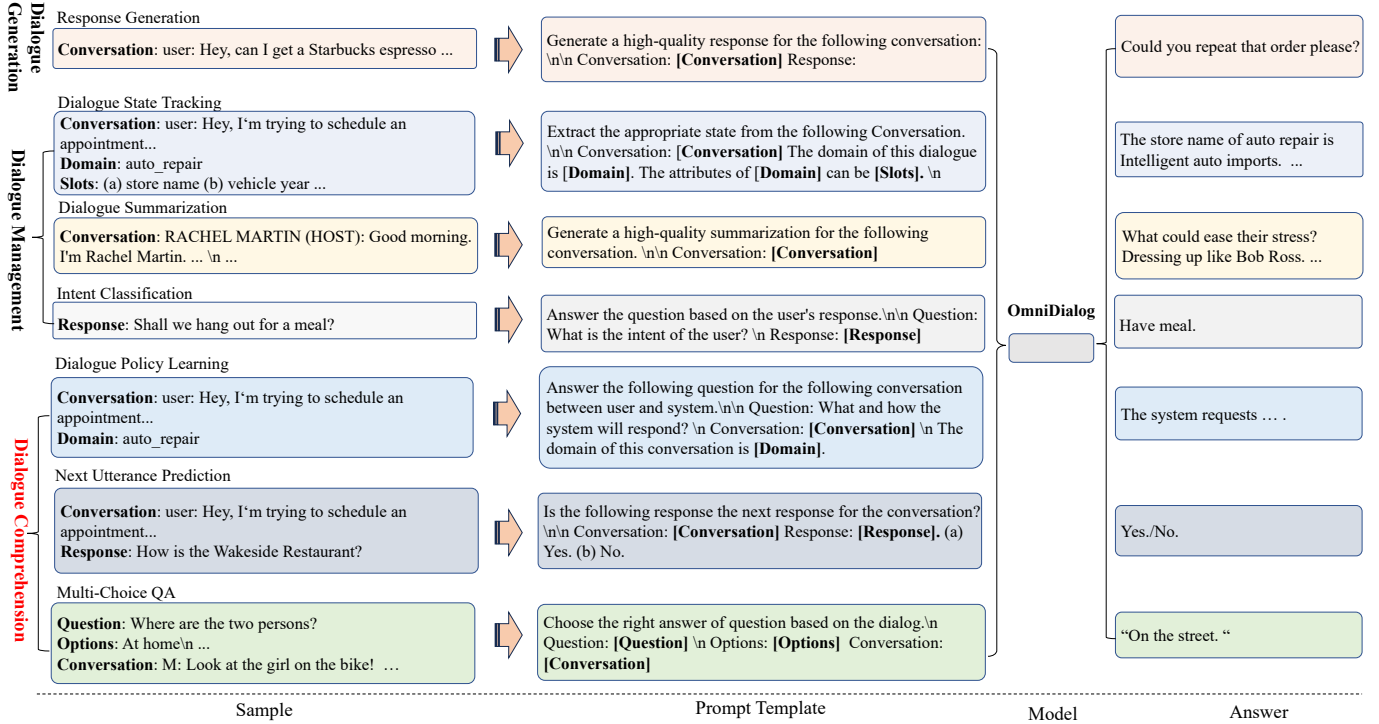 Dialogue
Generation
Response Generation
Conversation: user: Hey, can I get a Starbucks espresso ...
Generate a high-quality response for the following conversation:
\n\n Conversation: [Conversation] Response:
Could you repeat that order please?
Dialogue Management
Dialogue State Tracking
Conversation: user: Hey, I‘m trying to schedule an
appointment...
Domain: auto_repair
Slots: (a) store name (b) vehicle year ...
Extract the appropriate state from the following Conversation.
\n\n Conversation: [Conversation] The domain of this dialogue
is [Domain]. The attributes of [Domain] can be [Slots]. \n
The store name of auto repair is
Intelligent auto imports. ...
Dialogue Summarization
Conversation: RACHEL MARTIN (HOST): Good morning.
I'm Rachel Martin. ... \n ...
Generate a high-quality summarization for the following
conversation. \n\n Conversation: [Conversation]
What could ease their stress?
Dressing up like Bob Ross. ...
Intent Classification
Response: Shall we hang out for a meal?
Answer the question based on the user's response.\n\n Question:
What is the intent of the user? \n Response: [Response]
OmniDialog
Have meal.
Dialogue Comprehension
Dialogue Policy Learning
Conversation: user: Hey, I‘m trying to schedule an
appointment...
Domain: auto_repair
Answer the following question for the following conversation
between user and system.\n\n Question: What and how the
system will respond? \n Conversation: [Conversation] \n The
domain of this conversation is [Domain].
The system requests … .
Next Utterance Prediction
Conversation: user: Hey, I‘m trying to schedule an
appointment...
Response: How is the Wakeside Restaurant?
Is the following response the next response for the conversation?
\n\n Conversation: [Conversation] Response: [Response]. (a)
Yes. (b) No.
Yes./No.
Multi-Choice QA
Question: Where are the two persons?
Options: At home\n ...
Conversation: M: Look at the girl on the bike! …
Choose the right answer of question based on the dialog.\n
Question: [Question] \n Options: [Options] Conversation:
[Conversation]
“On the street. “
Sample
Prompt Template
Model
Answer